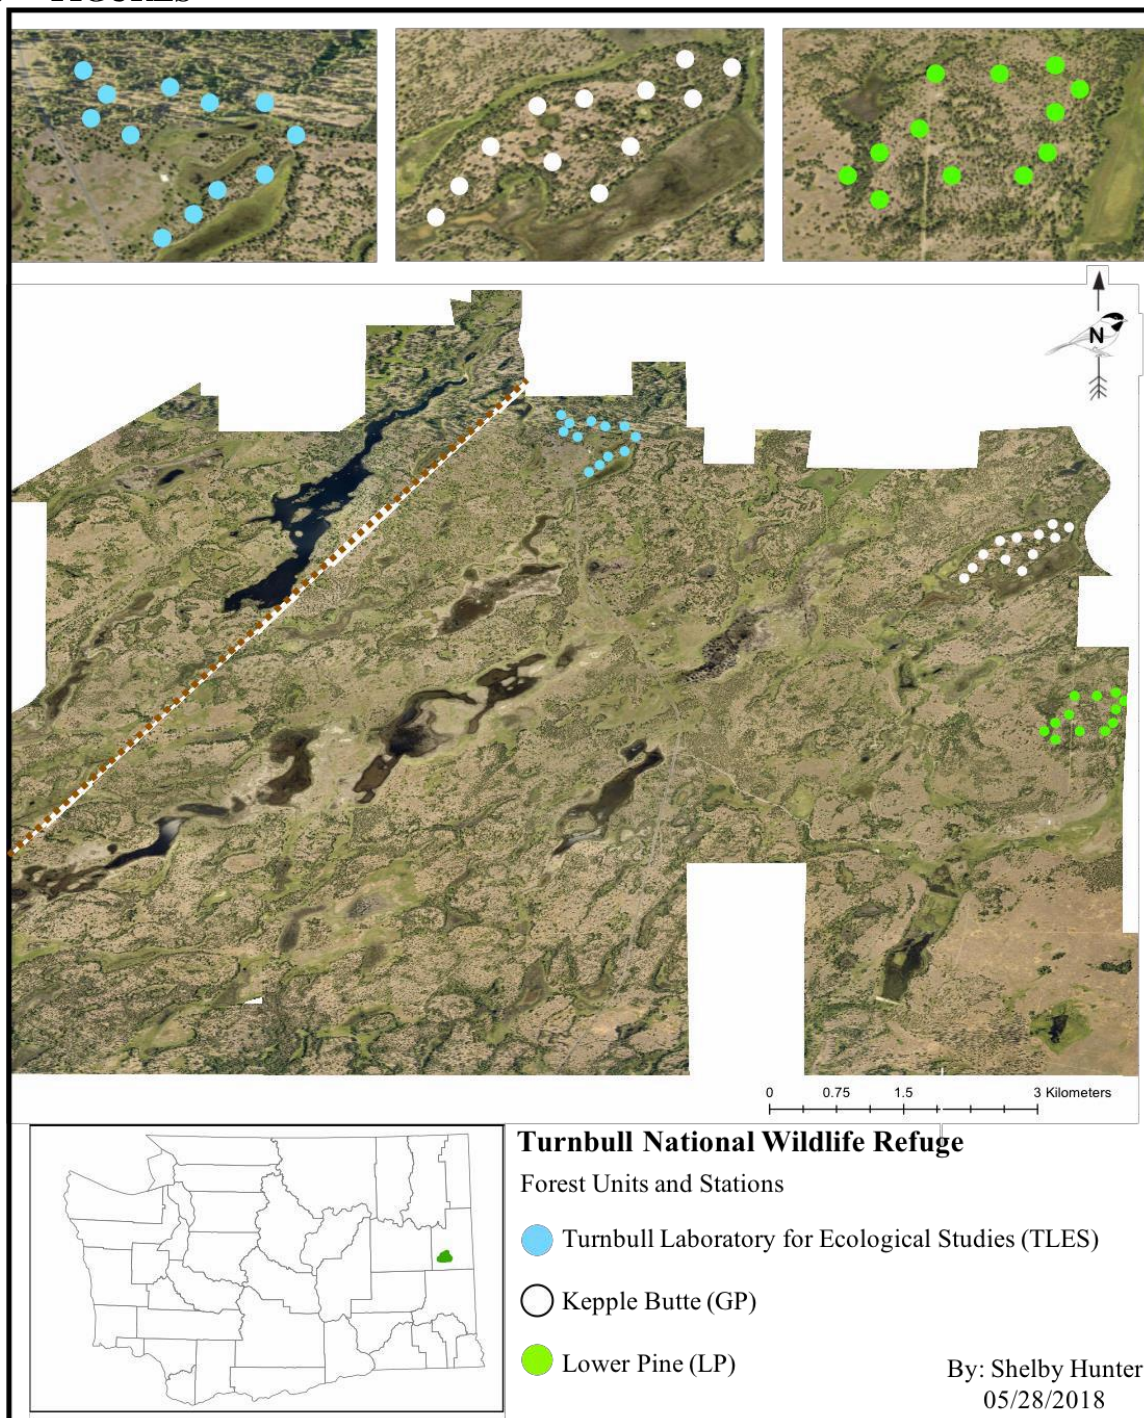 FIGURES
N
0 0.75 1.5 3 Kilometers
Turnbull National Wildlife Refuge
Forest Units and Stations
Turnbull Laboratory for Ecological Studies (TLES)
Kepple Butte (GP)
Lower Pine (LP)
By: Shelby Hunter
05/28/2018